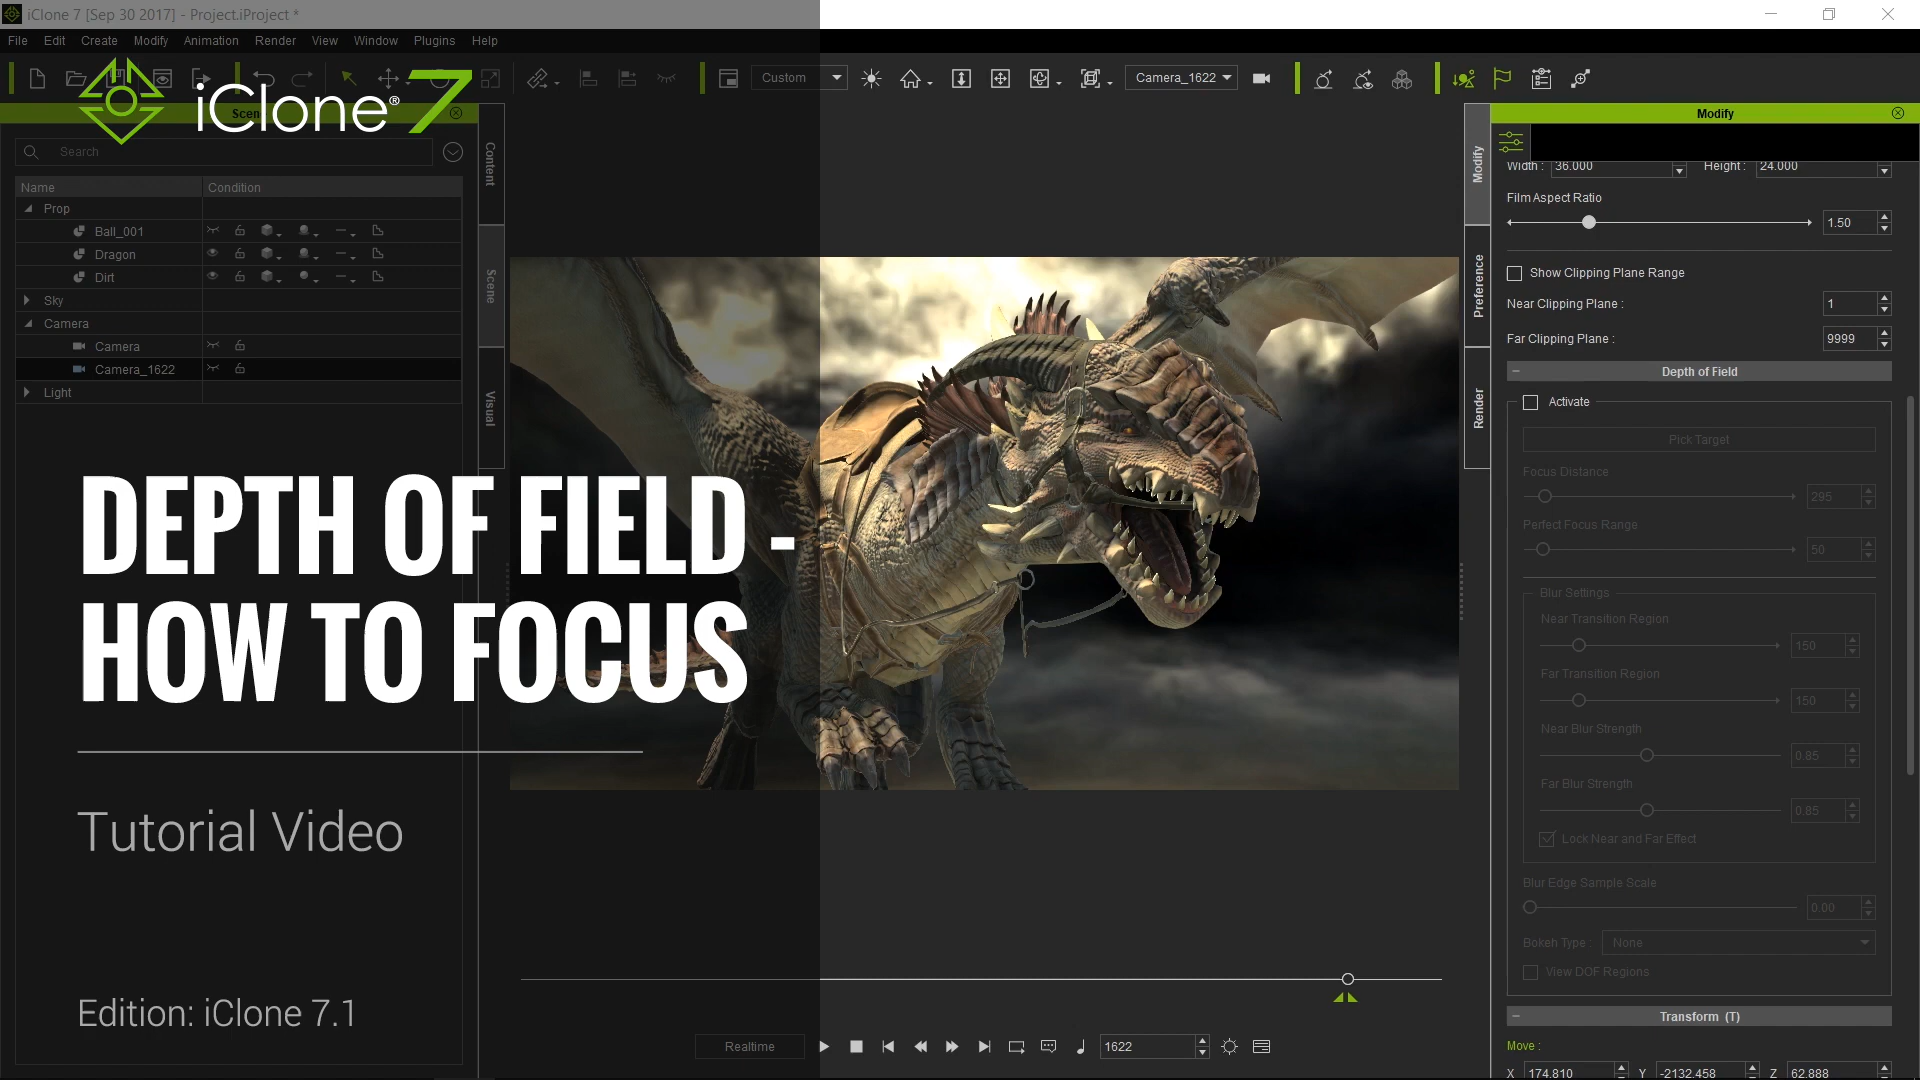 iClone 7 [Sep 30 2017] - Project.iProject *
File Edit Create Modify Animation Render View Window Plugins Help
Custom
Camera_1622
iClone® 7
Scen
Search
Name Condition
Prop
Ball_001
Dragon
Dirt
Sky
Camera
Camera
Camera_1622
Light
Content
Scene
Visual
DEPTH OF FIELD -
HOW TO FOCUS
Tutorial Video
Edition: iClone 7.1
Realtime
1622
Modify
Preference
Render
Modify
Width : 36.000 Height : 24.000
Film Aspect Ratio
1.50
Show Clipping Plane Range
Near Clipping Plane : 1
Far Clipping Plane : 9999
Depth of Field
Activate
Pick Target
Focus Distance
295
Perfect Focus Range
50
Blur Settings
Near Transition Region
150
Far Transition Region
150
Near Blur Strength
0.85
Far Blur Strength
0.85
Lock Near and Far Effect
Blur Edge Sample Scale
0.00
Bokeh Type : None
View DOF Regions
Transform (T)
Move :
X 174.810 Y -2132.458 Z 62.888